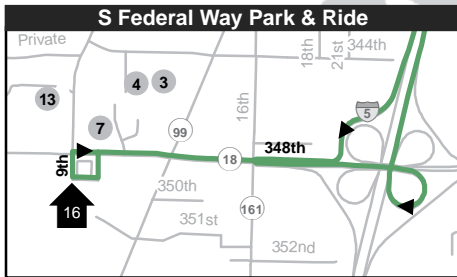 S Federal Way Park & Ride
Private
18th
21st
344th
4
3
13
16th
5
7
99
348th
9th
18
350th
16
161
351st
352nd